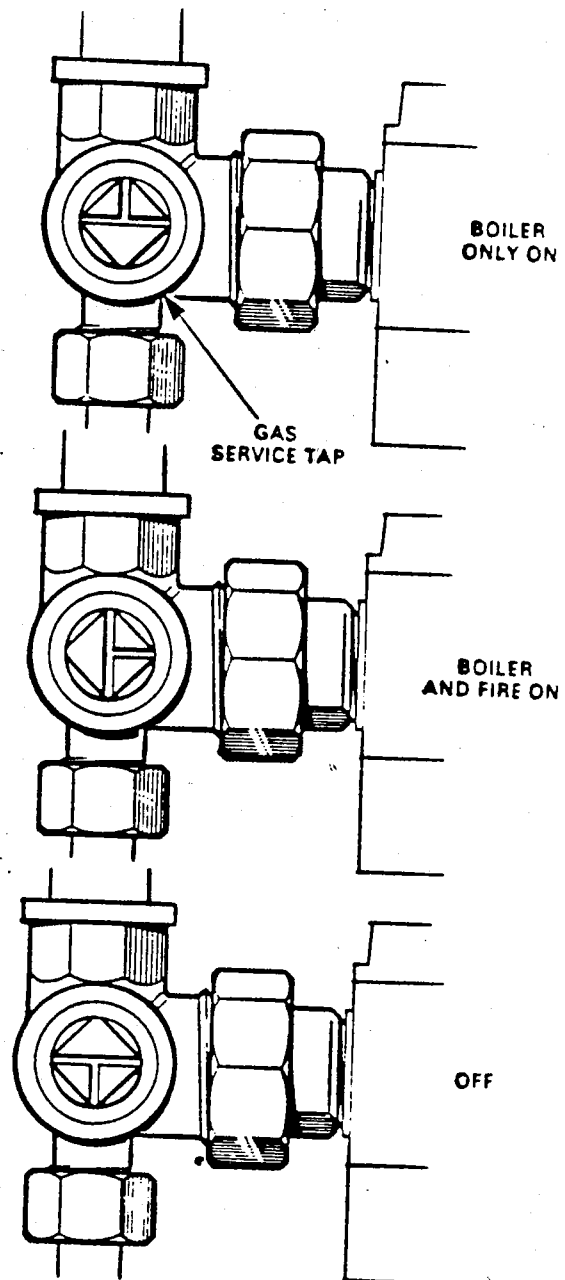 BOILER
ONLY ON
GAS
SERVICE TAP
BOILER
AND FIRE ON
OFF